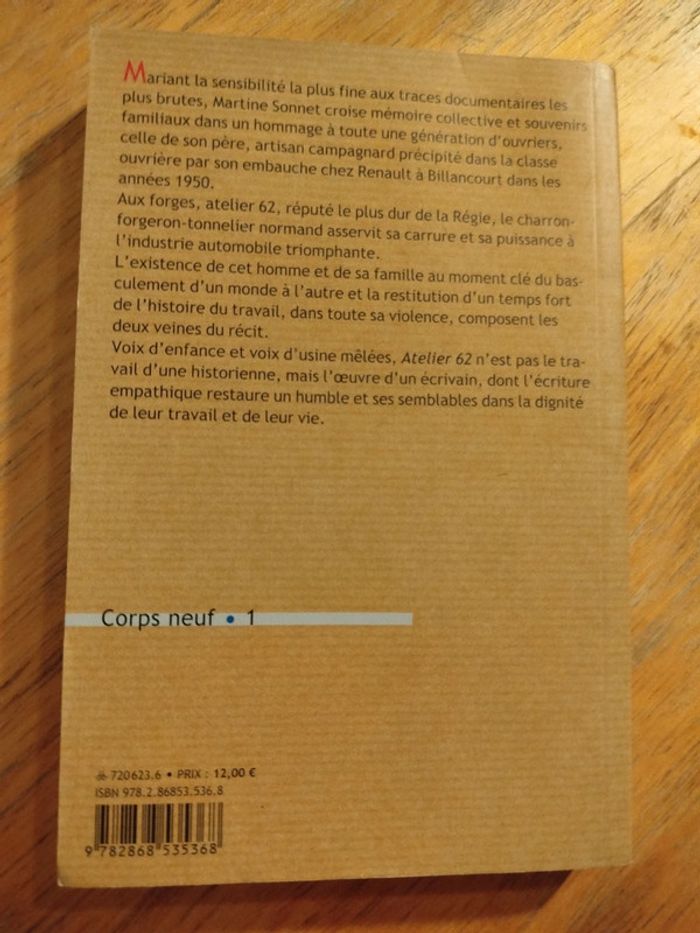 Mariant la sensibilité la plus fine aux traces documentaires les
plus brutes, Martine Sonnet croise mémoire collective et souvenirs
familiaux dans un hommage à toute une génération d'ouvriers,
celle de son père, artisan campagnard précipité dans la classe
ouvrière par son embauche chez Renault à Billancourt dans les
années 1950.
Aux forges, atelier 62, réputé le plus dur de la Régie, le charron-
forgeron-tonnelier normand asservit sa carrure et sa puissance à
l'industrie automobile triomphante.
L'existence de cet homme et de sa famille au moment clé du bas-
culement d'un monde à l'autre et la restitution d'un temps fort
de l'histoire du travail, dans toute sa violence, composent les
deux veines du récit.
Voix d'enfance et voix d'usine mêlées, Atelier 62 n'est pas le tra-
vail d'une historienne, mais l'œuvre d'un écrivain, dont l'écriture
empathique restaure un humble et ses semblables dans la dignité
de leur travail et de leur vie.
Corps neuf • 1
720623.6 • PRIX : 12,00 €
ISBN 978.2.86853.536.8
9 782868 535368